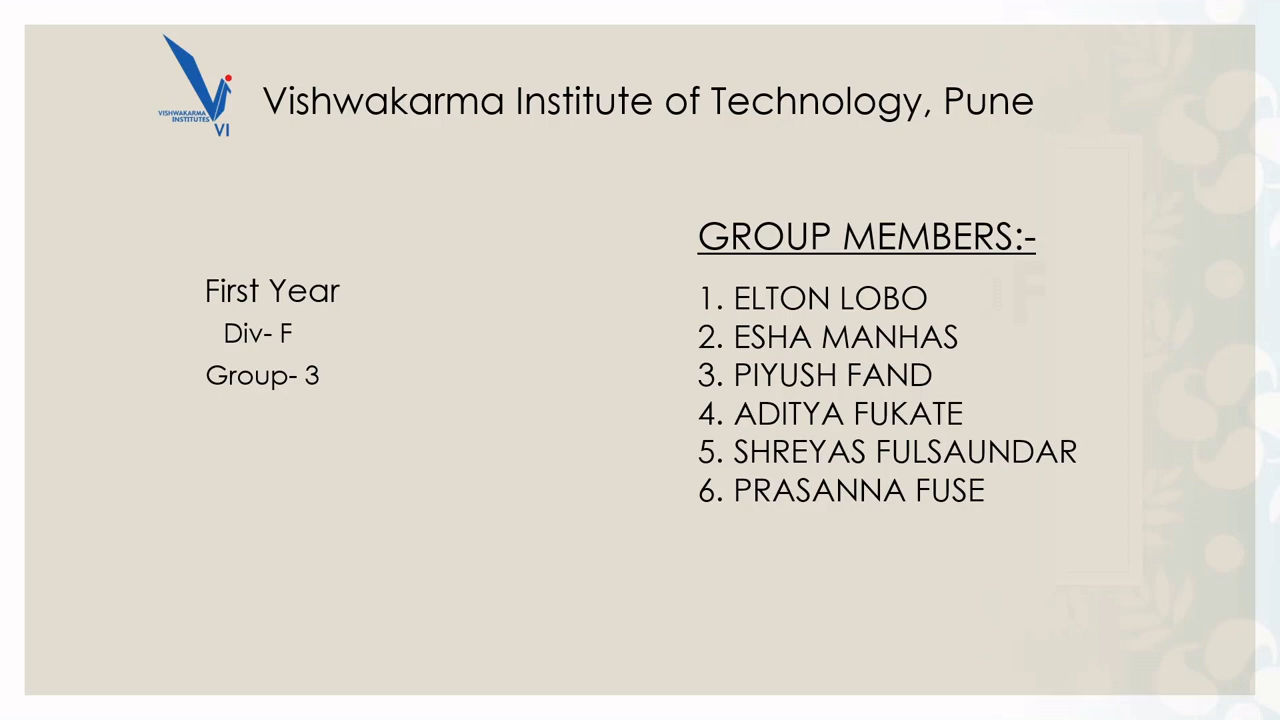 VISHWAKARMA
INSTITUTES
VI
Vishwakarma Institute of Technology, Pune
First Year
Div- F
Group- 3
GROUP MEMBERS:-
1. ELTON LOBO
2. ESHA MANHAS
3. PIYUSH FAND
4. ADITYA FUKATE
5. SHREYAS FULSAUNDAR
6. PRASANNA FUSE